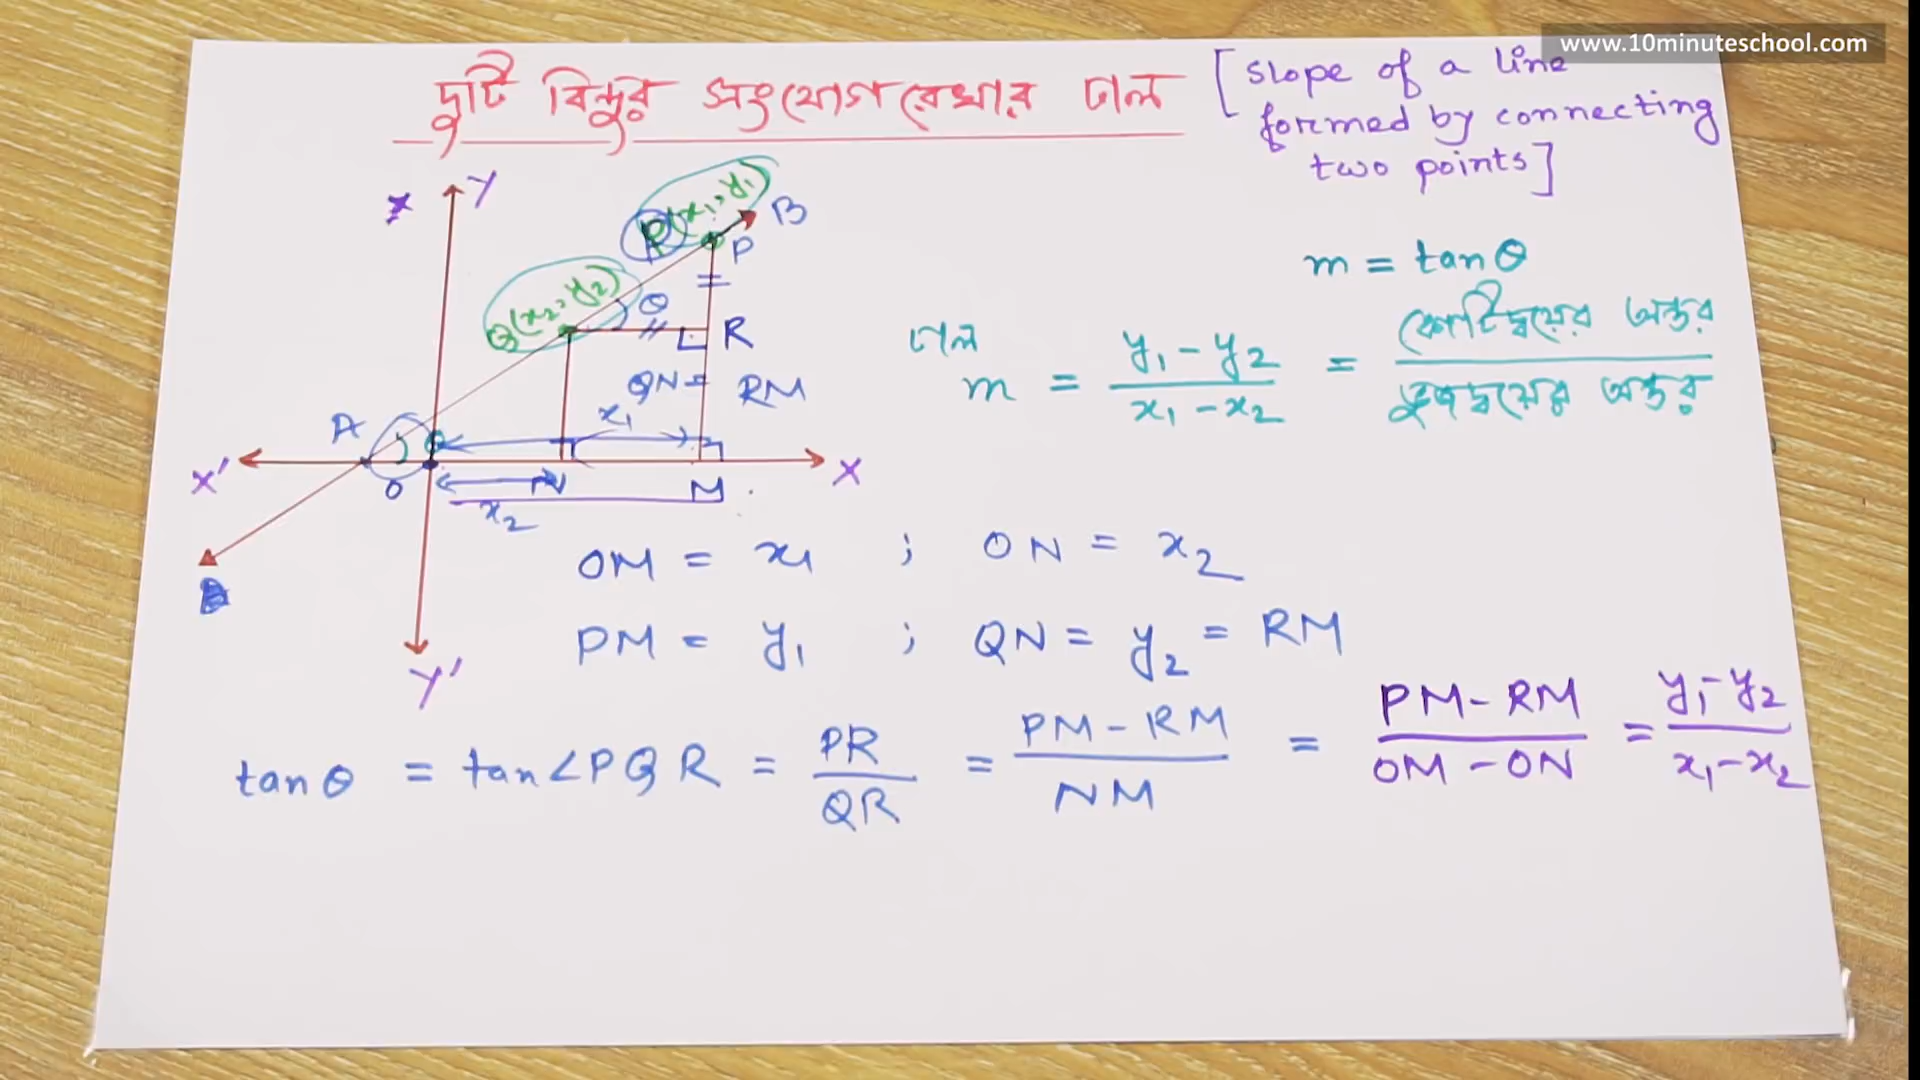 www.10minuteschool.com
দুটি বিন্দুর সংযোগরেখার ঢাল
[slope of a line
formed by connecting
two points]
Y
B
P(x1, y1)
P
Q(x2, y2)
θ
R
QN = RM
A
x1
X'
O
N
M
X
x2
Y'
m = tanθ
ঢাল
m = (y1 - y2)/(x1 - x2) = কোটিদ্বয়ের অন্তর/ভুজদ্বয়ের অন্তর
OM = x1 ; ON = x2
PM = y1 ; QN = y2 = RM
tanθ = tan∠PQR = PR/QR = (PM - RM)/NM = (PM - RM)/(OM - ON) = (y1 - y2)/(x1 - x2)